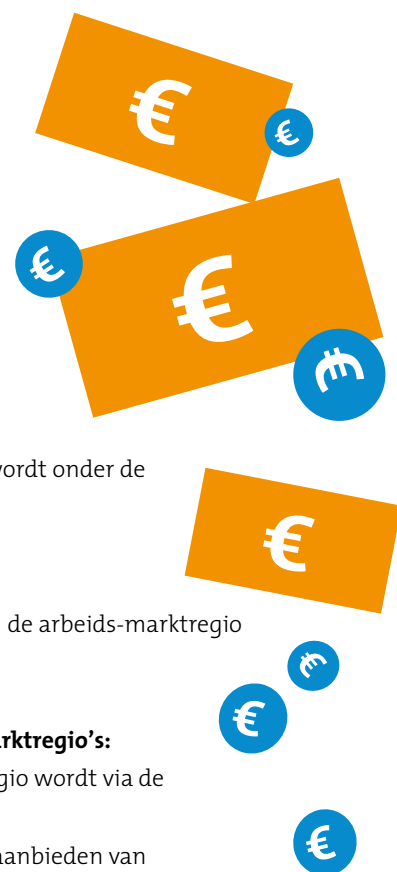 €
€
€
€
€
wordt onder de
€
de arbeids-marktregio
€
€
rktregio's:
gio wordt via de
€
aanbieden van